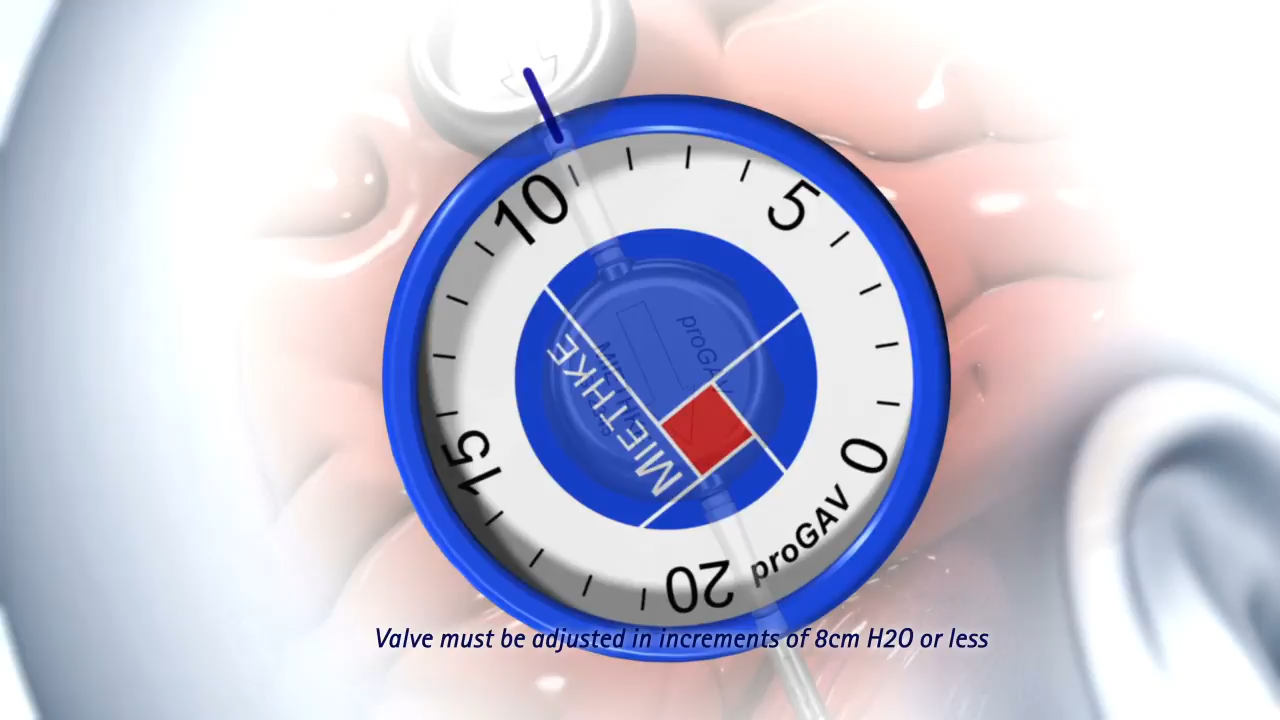 5
10
15
20
0
proGAV
MIETHKE
proGAV
MIETHKE
Valve must be adjusted in increments of 8cm H2O or less